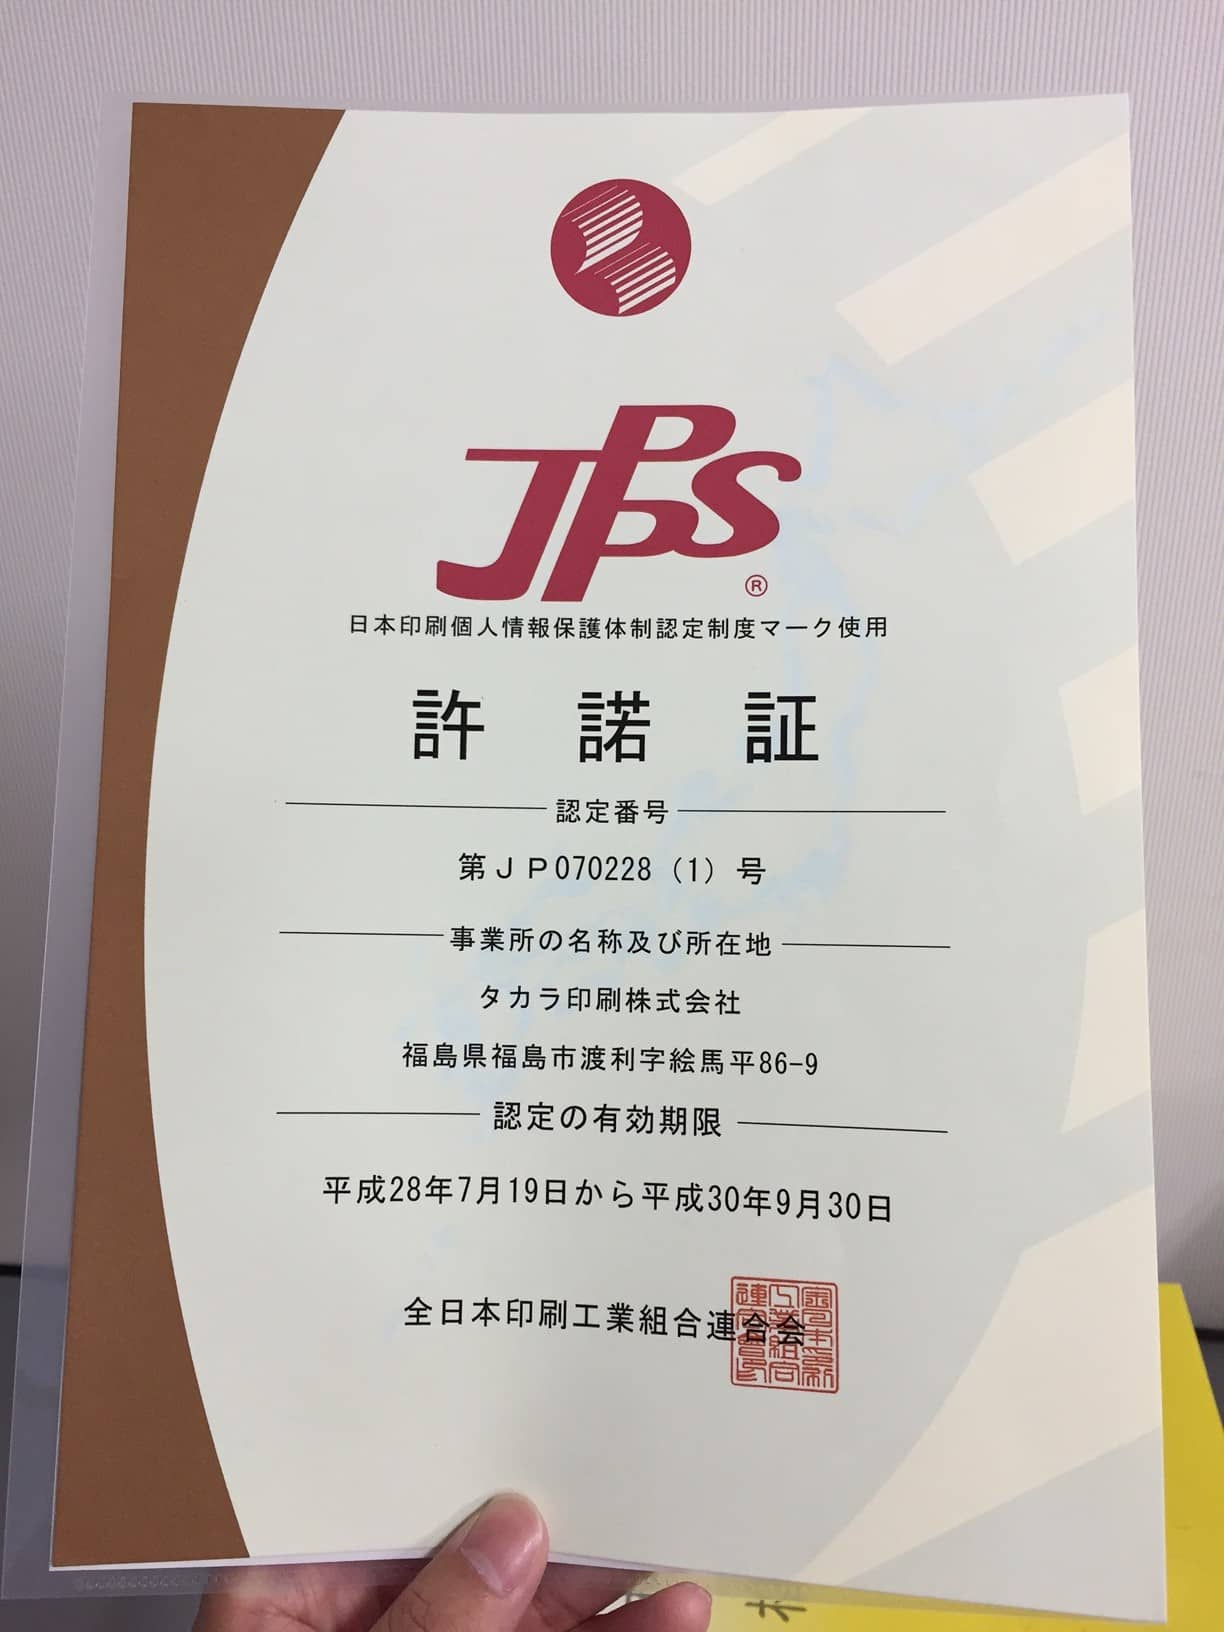 JPPS®
日本印刷個人情報保護体制認定制度マーク使用
許諾証
認定番号
第JP070228(1)号
事業所の名称及び所在地
タカラ印刷株式会社
福島県福島市渡利字絵馬平86-9
認定の有効期限
平成28年7月19日から平成30年9月30日
全日本印刷工業組合連合会